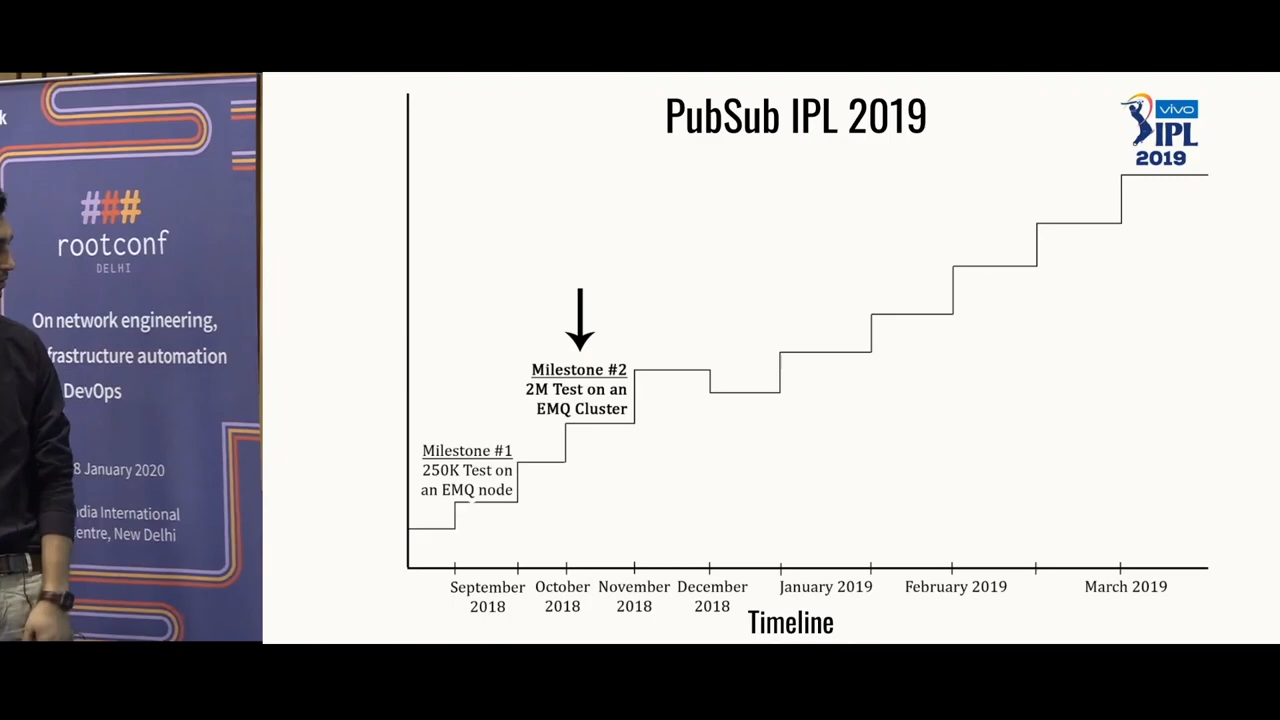 ###
rootconf
DELHI
On network engineering,
frastructure automation
DevOps
8 January 2020
dia International
entre, New Delhi
PubSub IPL 2019
vivo
IPL
2019
Milestone #2
2M Test on an
EMQ Cluster
Milestone #1
250K Test on
an EMQ node
September 2018
October 2018
November 2018
December 2018
January 2019
February 2019
March 2019
Timeline